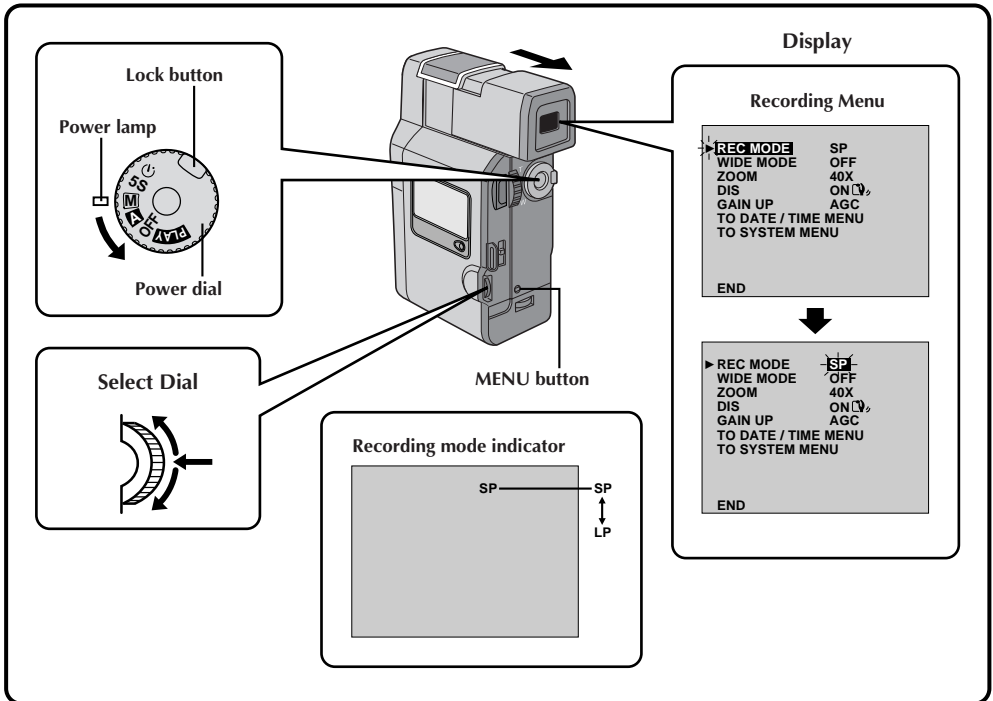 Display
Lock button
Power lamp
5S
M
A
OFF
PLAY
Power dial
Select Dial
MENU button
Recording mode indicator
SP SP
LP
Recording Menu
REC MODE SP
WIDE MODE OFF
ZOOM 40X
DIS ON
GAIN UP AGC
TO DATE / TIME MENU
TO SYSTEM MENU
END
REC MODE SP
WIDE MODE OFF
ZOOM 40X
DIS ON
GAIN UP AGC
TO DATE / TIME MENU
TO SYSTEM MENU
END